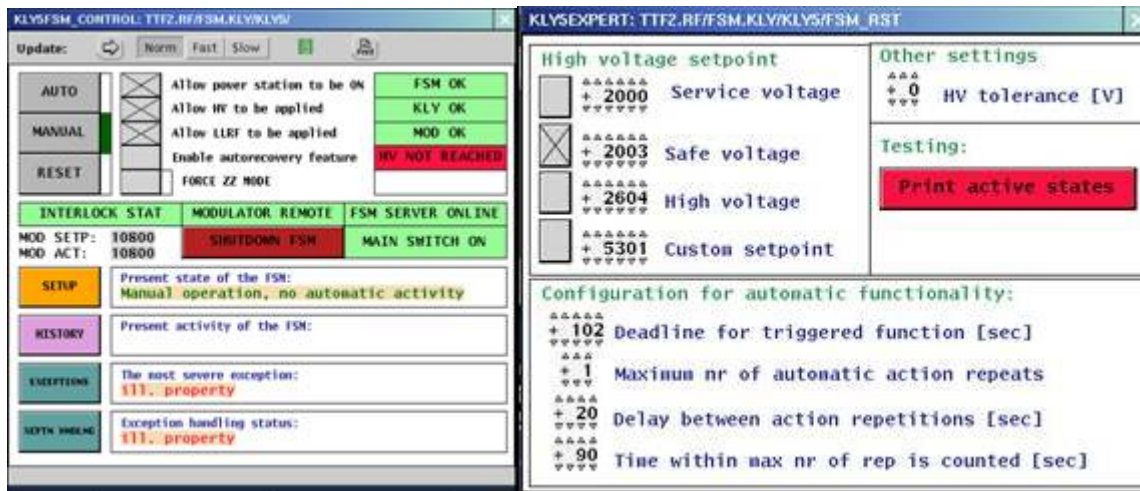 KLY5FSM_CONTROL: TTF2.RF/FSM.KLY/KLY5/
Update: Norm Fast Slow Print
AUTO
MANUAL
RESET
Allow power station to be ON
Allow HV to be applied
Allow LLRF to be applied
Enable autorecovery feature
FORCE ZZ MODE
FSM OK
KLY OK
MOD OK
HV NOT REACHED
INTERLOCK STAT MODULATOR REMOTE FSM SERVER ONLINE
MOD SETP: 10800
MOD ACT: 10800
SHUTDOWN FSM
MAIN SWITCH ON
SETUP
Present state of the FSM:
Manual operation, no automatic activity
HISTORY
Present activity of the FSM:
EXCEPTIONS
The most severe exception:
ill. property
Exception handling status:
ill. property
KLY5EXPERT: TTF2.RF/FSM.KLY/KLY5/FSM_RST
High voltage setpoint
+ 2000 Service voltage
+ 2003 Safe voltage
+ 2604 High voltage
+ 5301 Custom setpoint
Other settings
+ 0 HV tolerance [V]
Testing:
Print active states
Configuration for automatic functionality:
+ 102 Deadline for triggered function [sec]
+ 1 Maximum nr of automatic action repeats
+ 20 Delay between action repetitions [sec]
+ 90 Time within max nr of rep is counted [sec]